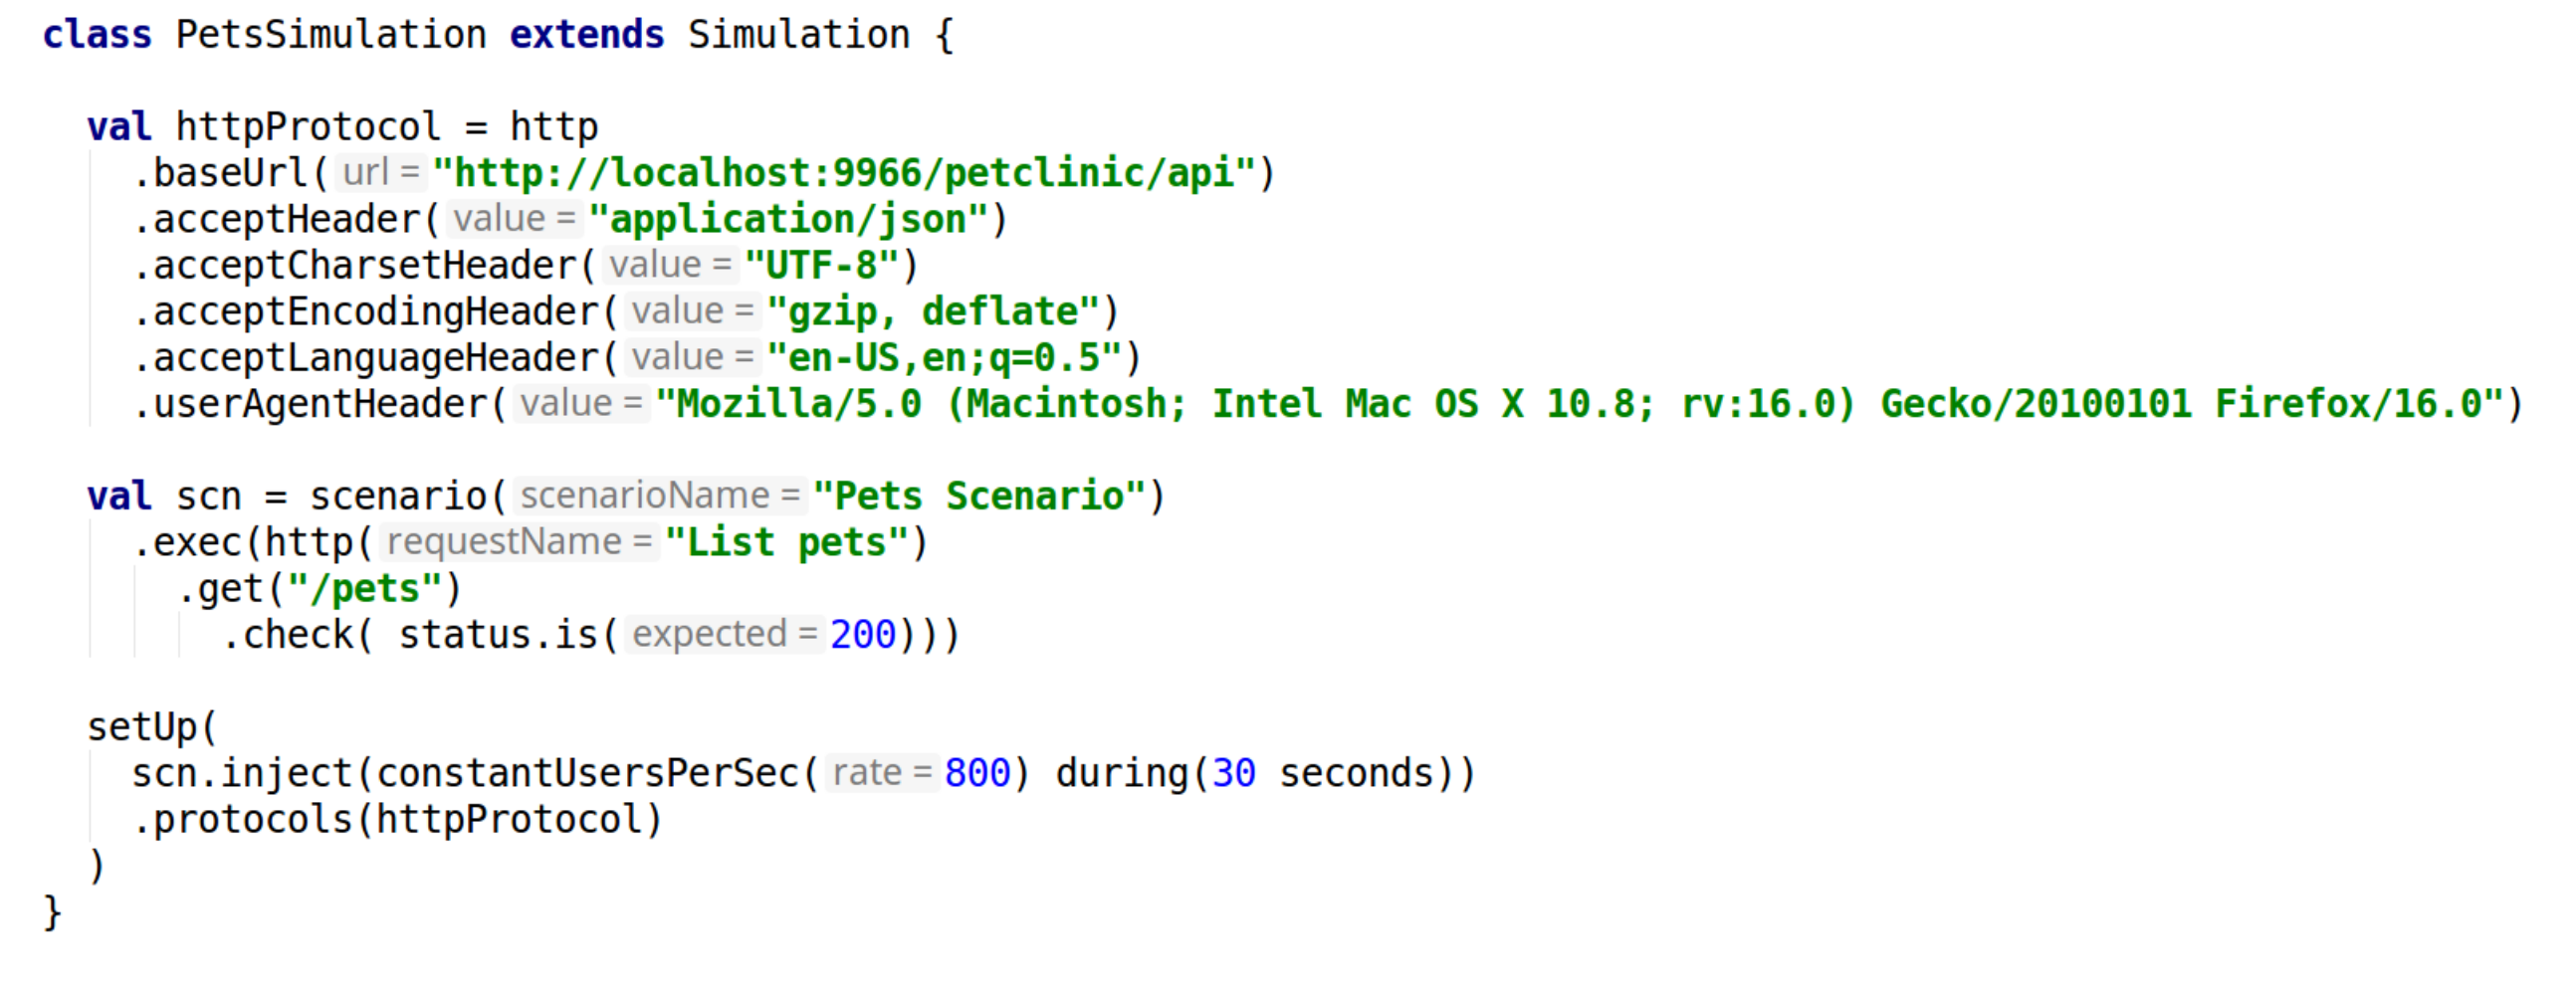 class PetsSimulation extends Simulation {
val httpProtocol = http
.baseUrl( url = "http://localhost:9966/petclinic/api")
.acceptHeader( value = "application/json")
.acceptCharsetHeader( value = "UTF-8")
.acceptEncodingHeader( value = "gzip, deflate")
.acceptLanguageHeader( value = "en-US,en;q=0.5")
.userAgentHeader( value = "Mozilla/5.0 (Macintosh; Intel Mac OS X 10.8; rv:16.0) Gecko/20100101 Firefox/16.0")
val scn = scenario( scenarioName = "Pets Scenario")
.exec(http( requestName = "List pets")
.get("/pets")
.check( status.is( expected = 200)))
setUp(
scn.inject(constantUsersPerSec( rate = 800) during(30 seconds))
.protocols(httpProtocol)
)
}